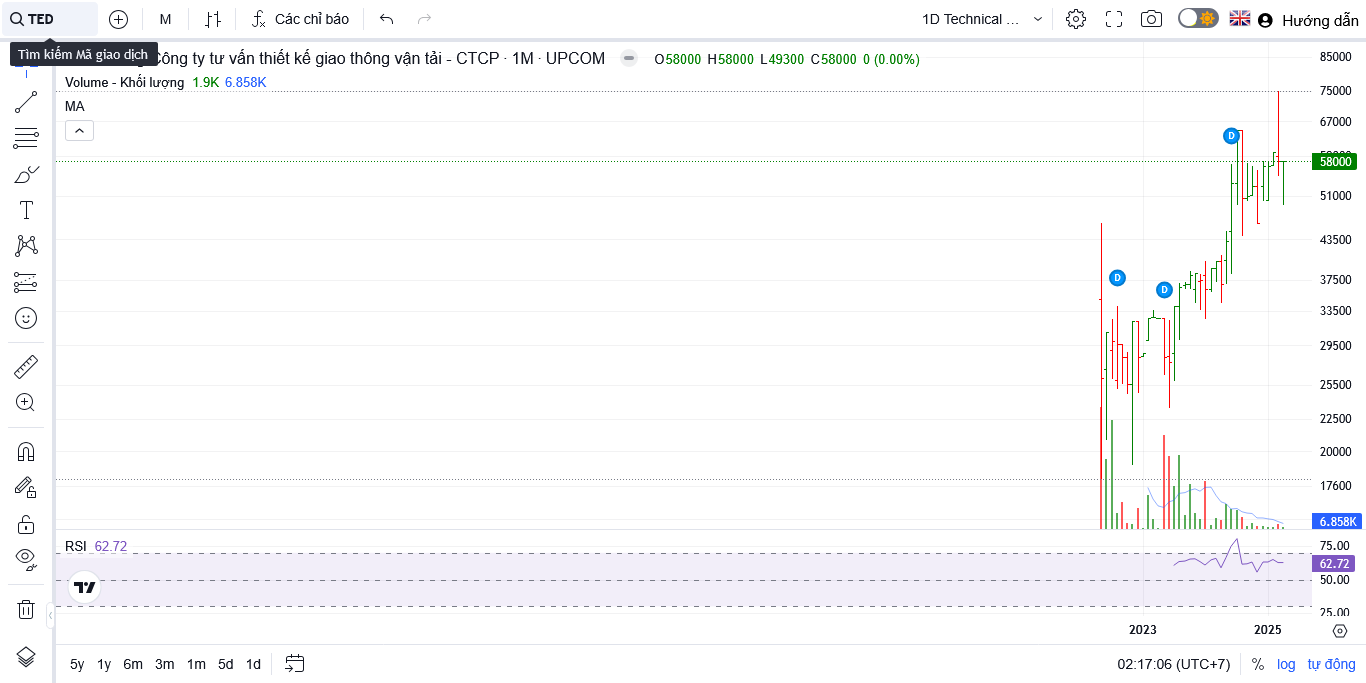 TED
M
Các chỉ báo
1D Technical ...
Hướng dẫn
Tìm kiếm Mã giao dịch
Công ty tư vấn thiết kế giao thông vận tải - CTCP · 1M · UPCOM
O58000 H58000 L49300 C58000 0 (0.00%)
Volume - Khối lượng 1.9K 6.858K
MA
85000
75000
67000
58000
51000
43500
37500
33500
29500
25500
22500
20000
17600
6.858K
D
D
D
RSI 62.72
75.00
62.72
50.00
25.00
2023
2025
5y 1y 6m 3m 1m 5d 1d
02:17:06 (UTC+7)
% log tự động